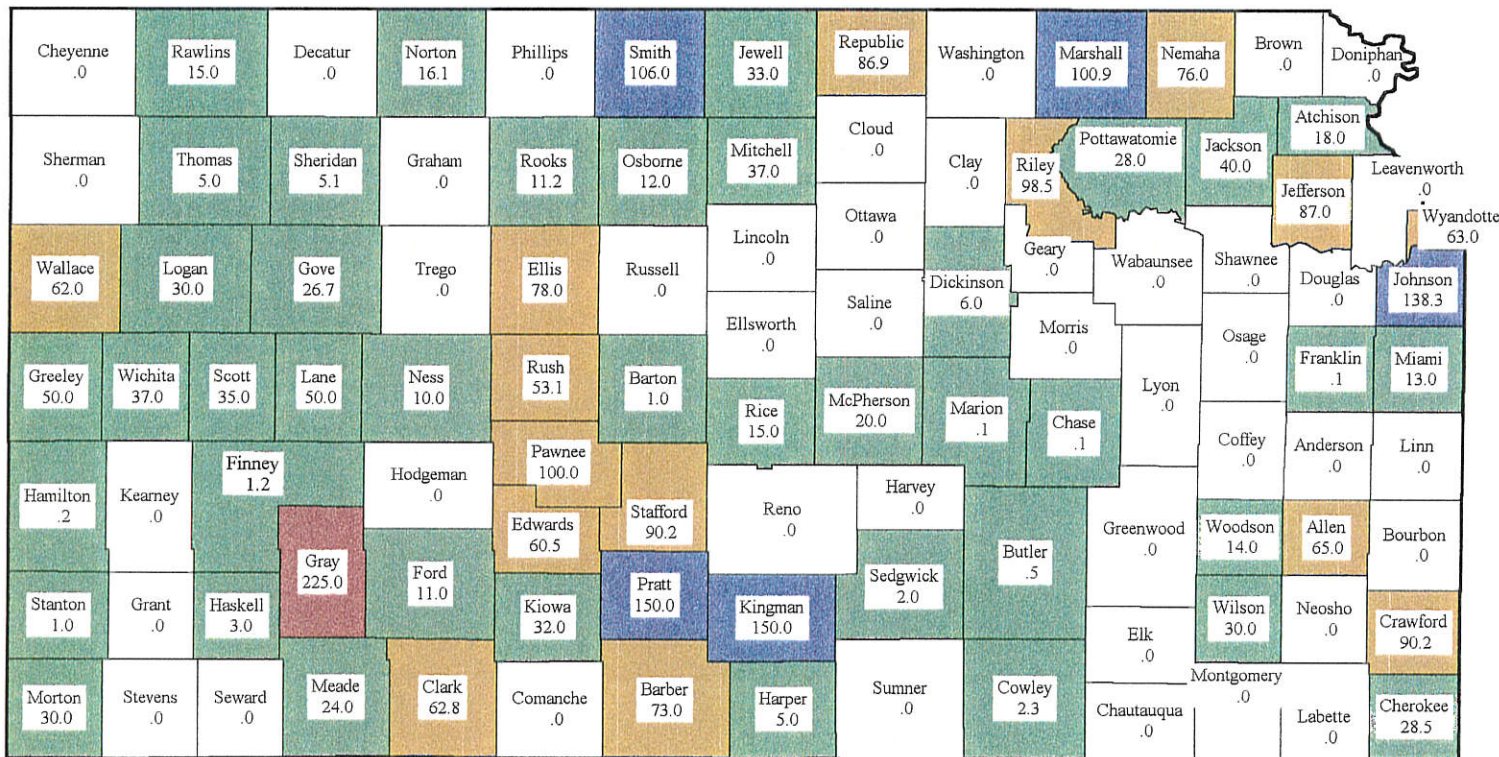 Cheyenne
.0
Rawlins
15.0
Decatur
.0
Norton
16.1
Phillips
.0
Smith
106.0
Jewell
33.0
Republic
86.9
Washington
.0
Marshall
100.9
Nemaha
76.0
Brown
.0
Doniphan
.0
Sherman
.0
Thomas
5.0
Sheridan
5.1
Graham
.0
Rooks
11.2
Osborne
12.0
Mitchell
37.0
Cloud
.0
Clay
.0
Riley
98.5
Pottawatomie
28.0
Jackson
40.0
Atchison
18.0
Jefferson
87.0
Leavenworth
.0
Wyandotte
63.0
Wallace
62.0
Logan
30.0
Gove
26.7
Trego
.0
Ellis
78.0
Russell
.0
Lincoln
.0
Ottawa
.0
Dickinson
6.0
Geary
.0
Wabaunsee
.0
Shawnee
.0
Douglas
.0
Johnson
138.3
Ellsworth
.0
Saline
.0
Morris
.0
Osage
.0
Franklin
.1
Miami
13.0
Greeley
50.0
Wichita
37.0
Scott
35.0
Lane
50.0
Ness
10.0
Rush
53.1
Barton
1.0
Rice
15.0
McPherson
20.0
Marion
.1
Chase
.1
Lyon
.0
Coffey
.0
Anderson
.0
Linn
.0
Hamilton
.2
Kearney
.0
Finney
1.2
Hodgeman
.0
Pawnee
100.0
Edwards
60.5
Stafford
90.2
Reno
.0
Harvey
.0
Butler
.5
Greenwood
.0
Woodson
14.0
Allen
65.0
Bourbon
.0
Gray
225.0
Ford
11.0
Kiowa
32.0
Pratt
150.0
Kingman
150.0
Sedgwick
2.0
Stanton
1.0
Grant
.0
Haskell
3.0
Elk
.0
Wilson
30.0
Neosho
.0
Crawford
90.2
Morton
30.0
Stevens
.0
Seward
.0
Meade
24.0
Clark
62.8
Comanche
.0
Barber
73.0
Harper
5.0
Sumner
.0
Cowley
2.3
Chautauqua
.0
Montgomery
.0
Labette
.0
Cherokee
28.5